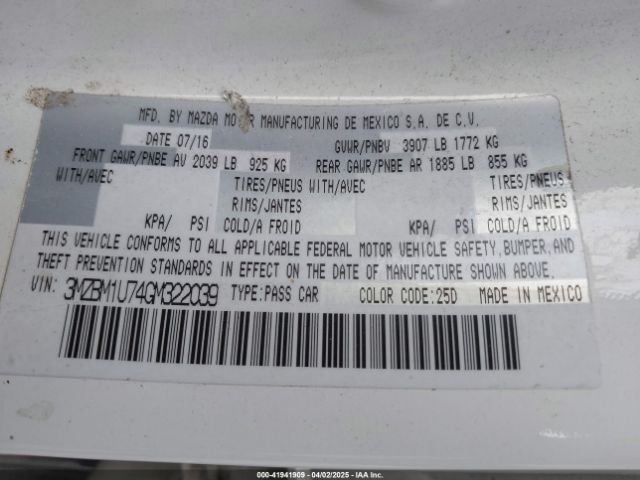 MFD. BY MAZDA MOTOR MANUFACTURING DE MEXICO S.A. DE C.V.
DATE 07/16 GVWR/PNBV 3907 LB 1772 KG
FRONT GAWR/PNBE AV 2039 LB 925 KG REAR GAWR/PNBE AR 1885 LB 855 KG
WITH/AVEC TIRES/PNEUS WITH/AVEC TIRES/PNEUS
RIMS/JANTES RIMS/JANTES
KPA/ PSI COLD/A FROID KPA/ PSI COLD/A FROID
THIS VEHICLE CONFORMS TO ALL APPLICABLE FEDERAL MOTOR VEHICLE SAFETY, BUMPER, AND
THEFT PREVENTION STANDARDS IN EFFECT ON THE DATE OF MANUFACTURE SHOWN ABOVE.
VIN: 3MZBM1U74GM322039 TYPE:PASS CAR COLOR CODE:25D MADE IN MEXICO
© 00-41941909 - 04/02/2025 - IAA Inc.